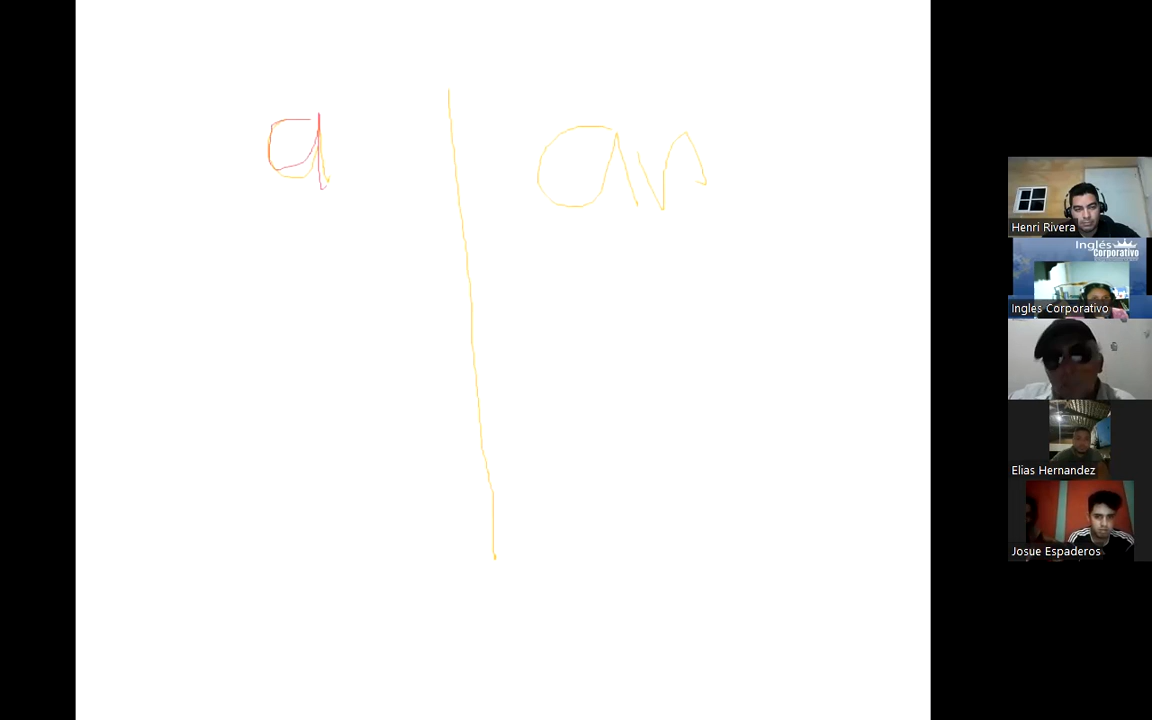 a an
Henri Rivera
Inglés
Corporativo
Ingles Corporativo
Elias Hernandez
Josue Espaderos